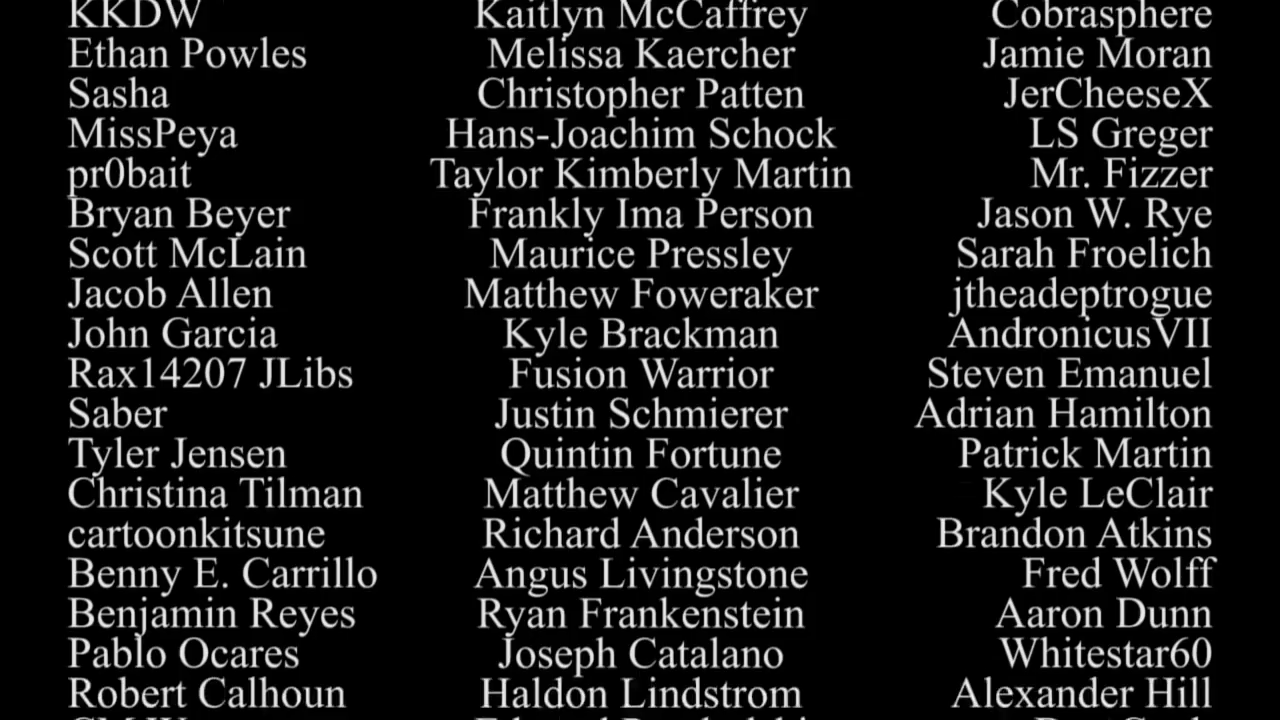 KKDW Kaitlyn McCaffrey Cobrasphere
Ethan Powles Melissa Kaercher Jamie Moran
Sasha Christopher Patten JerCheeseX
MissPeya Hans-Joachim Schock LS Greger
pr0bait Taylor Kimberly Martin Mr. Fizzer
Bryan Beyer Frankly Ima Person Jason W. Rye
Scott McLain Maurice Pressley Sarah Froelich
Jacob Allen Matthew Foweraker jtheadeptrogue
John Garcia Kyle Brackman AndronicusVII
Rax14207 JLibs Fusion Warrior Steven Emanuel
Saber Justin Schmierer Adrian Hamilton
Tyler Jensen Quintin Fortune Patrick Martin
Christina Tilman Matthew Cavalier Kyle LeClair
cartoonkitsune Richard Anderson Brandon Atkins
Benny E. Carrillo Angus Livingstone Fred Wolff
Benjamin Reyes Ryan Frankenstein Aaron Dunn
Pablo Ocares Joseph Catalano Whitestar60
Robert Calhoun Haldon Lindstrom Alexander Hill